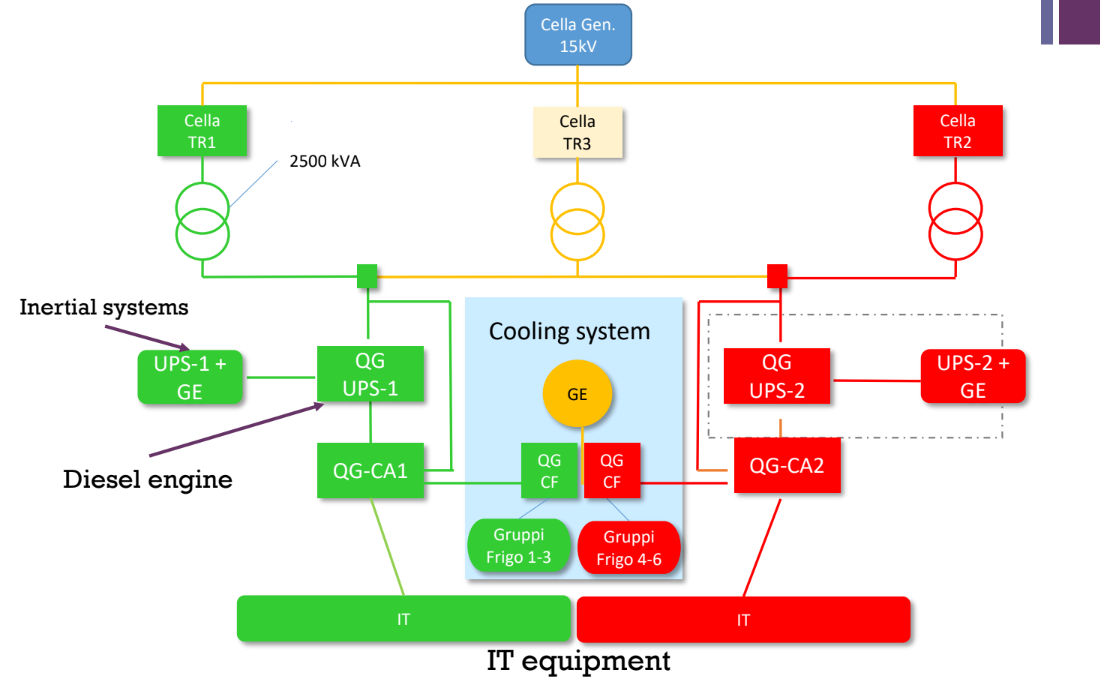 Cella Gen.
15kV
Cella
TR1
Cella
TR3
Cella
TR2
2500 kVA
Inertial systems
Cooling system
UPS-1 +
GE
QG
UPS-1
GE
QG
UPS-2
UPS-2 +
GE
Diesel engine
QG-CA1
QG
CF
QG
CF
QG-CA2
Gruppi
Frigo 1-3
Gruppi
Frigo 4-6
IT
IT
IT equipment